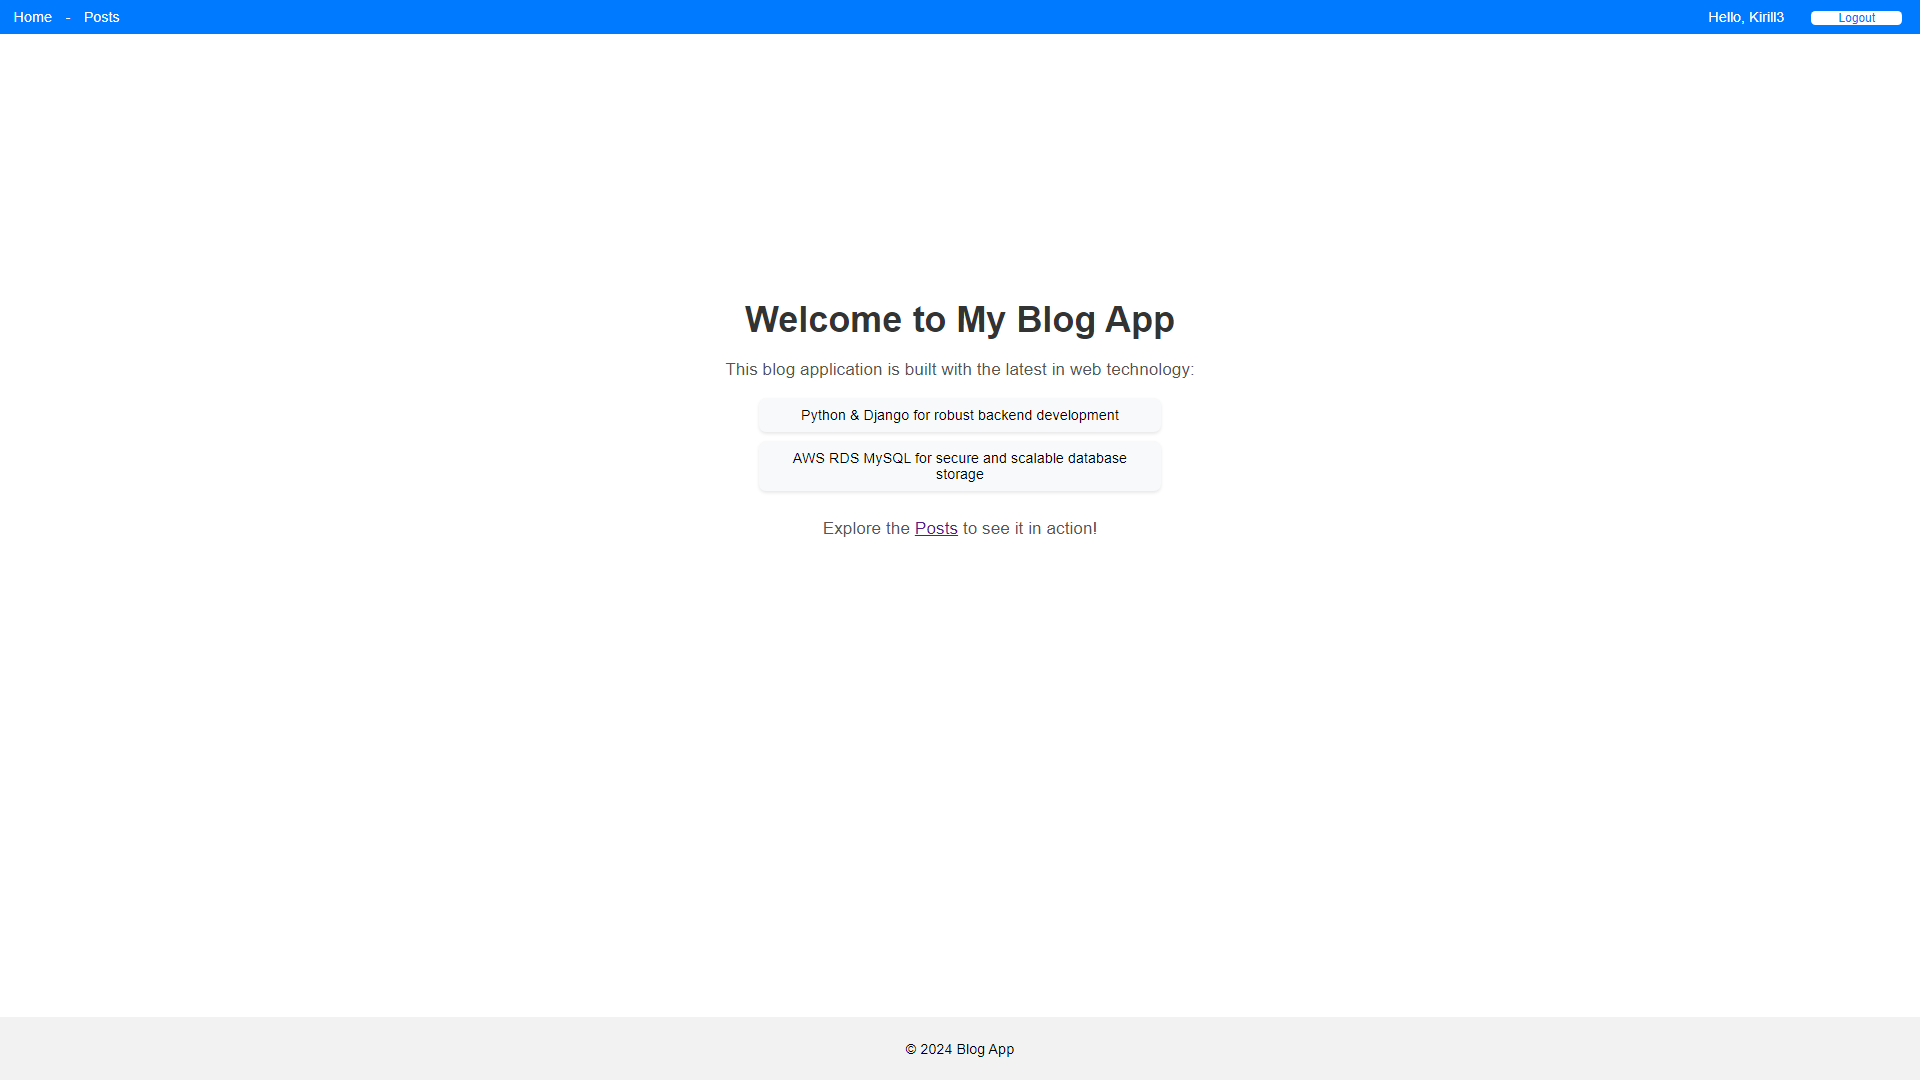 Home - Posts Hello, Kirill3 Logout
Welcome to My Blog App
This blog application is built with the latest in web technology:
Python & Django for robust backend development
AWS RDS MySQL for secure and scalable database
storage
Explore the Posts to see it in action!
© 2024 Blog App